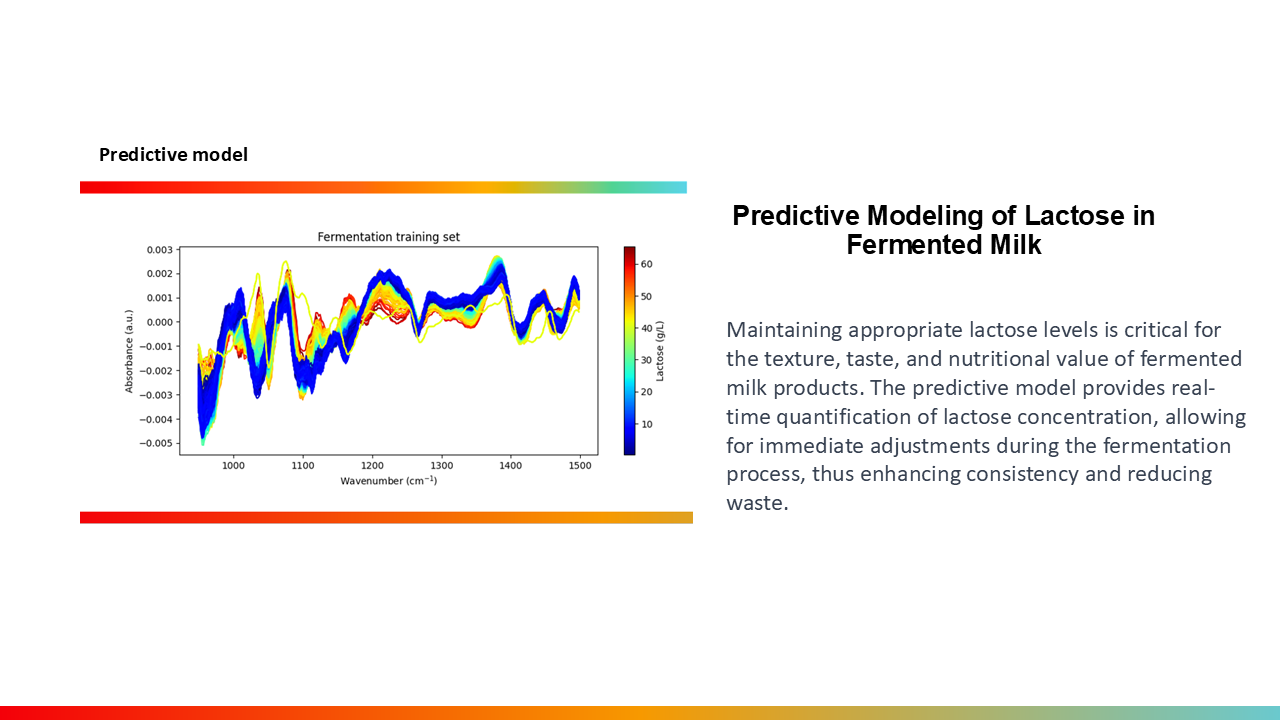 Predictive model
Fermentation training set
0.003
0.002
0.001
0.000
−0.001
−0.002
−0.003
−0.004
−0.005
Absorbance (a.u.)
1000 1100 1200 1300 1400 1500
Wavenumber (cm⁻¹)
60
50
40
30
20
10
Lactose (g/L)
Predictive Modeling of Lactose in
Fermented Milk
Maintaining appropriate lactose levels is critical for
the texture, taste, and nutritional value of fermented
milk products. The predictive model provides real-
time quantification of lactose concentration, allowing
for immediate adjustments during the fermentation
process, thus enhancing consistency and reducing
waste.